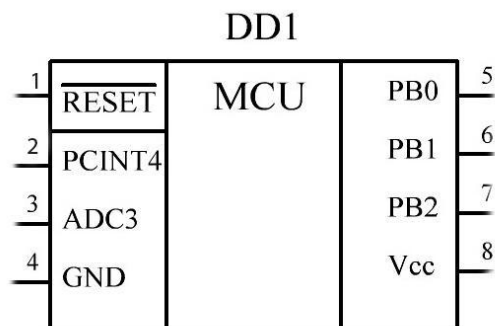 DD1
1 RESET MCU PB0 5
2 PCINT4 PB1 6
3 ADC3 PB2 7
4 GND Vcc 8